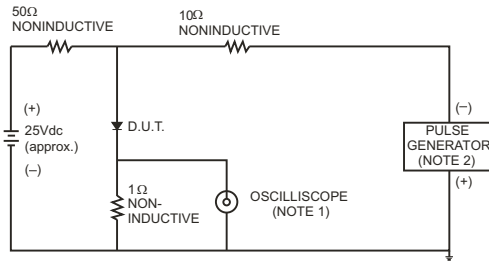 50Ω
NONINDUCTIVE
10Ω
NONINDUCTIVE
(+)
25Vdc
(approx.)
(–)
D.U.T.
1Ω
NON-
INDUCTIVE
OSCILLISCOPE
(NOTE 1)
(–)
PULSE
GENERATOR
(NOTE 2)
(+)